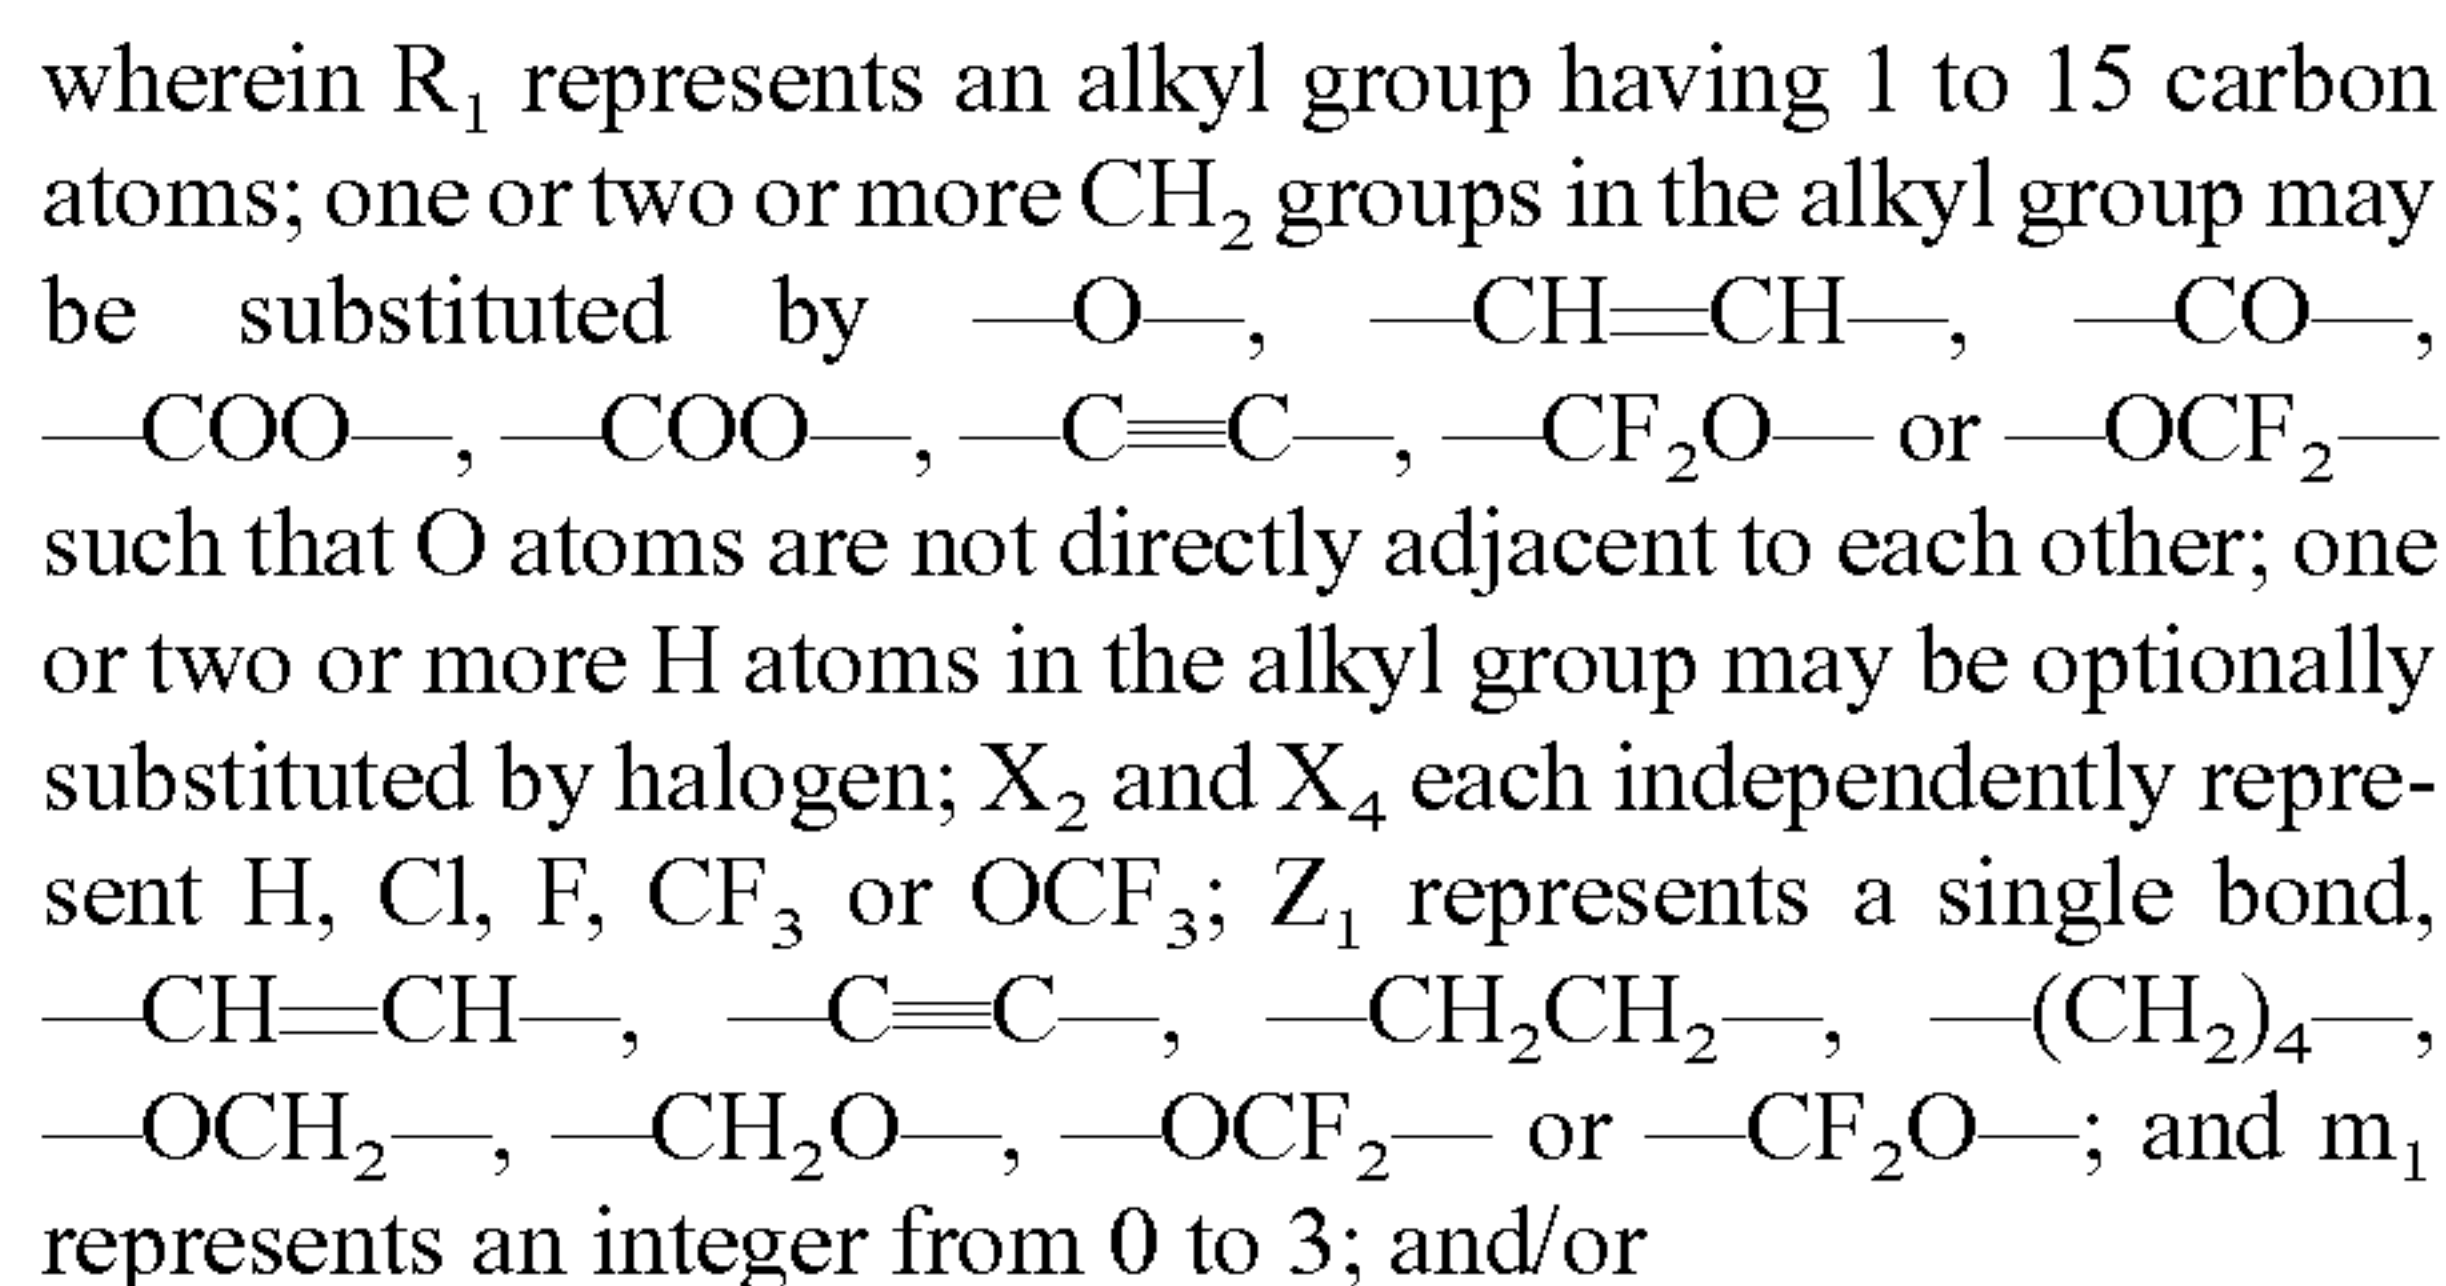 wherein R₁ represents an alkyl group having 1 to 15 carbon
atoms; one or two or more CH₂ groups in the alkyl group may
be substituted by —O—, —CH═CH—, —CO—,
—COO—, —COO—, —C≡C—, —CF₂O— or —OCF₂—
such that O atoms are not directly adjacent to each other; one
or two or more H atoms in the alkyl group may be optionally
substituted by halogen; X₂ and X₄ each independently repre-
sent H, Cl, F, CF₃ or OCF₃; Z₁ represents a single bond,
—CH═CH—, —C≡C—, —CH₂CH₂—, —(CH₂)₄—,
—OCH₂—, —CH₂O—, —OCF₂— or —CF₂O—; and m₁
represents an integer from 0 to 3; and/or